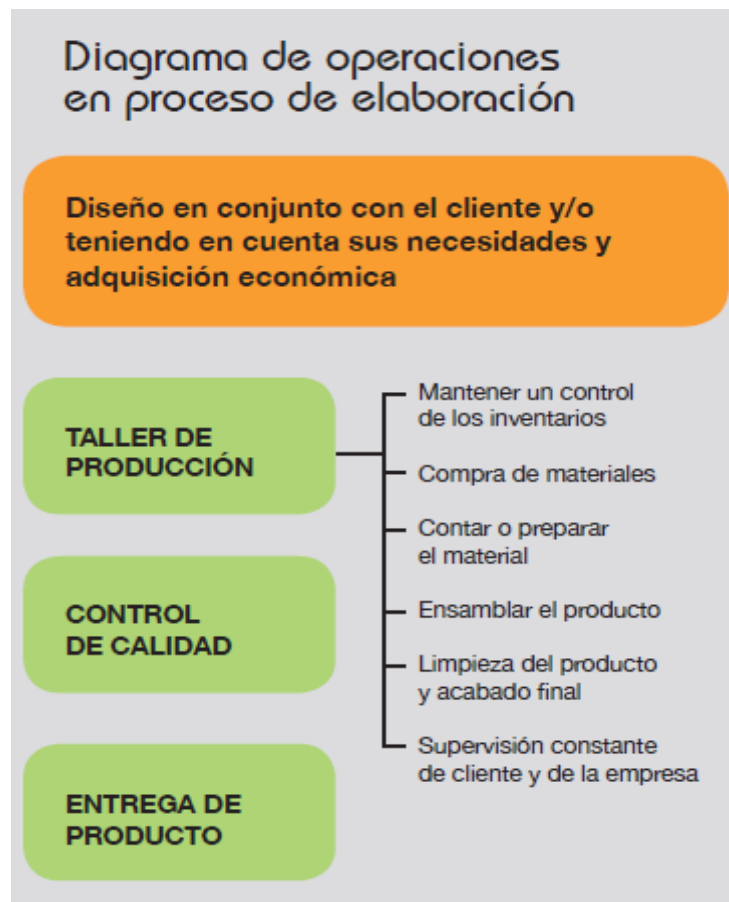 Diagrama de operaciones
en proceso de elaboración
Diseño en conjunto con el cliente y/o
teniendo en cuenta sus necesidades y
adquisición económica
TALLER DE
PRODUCCIÓN
Mantener un control
de los inventarios
Compra de materiales
Contar o preparar
el material
Ensamblar el producto
Limpieza del producto
y acabado final
Supervisión constante
de cliente y de la empresa
CONTROL
DE CALIDAD
ENTREGA DE
PRODUCTO